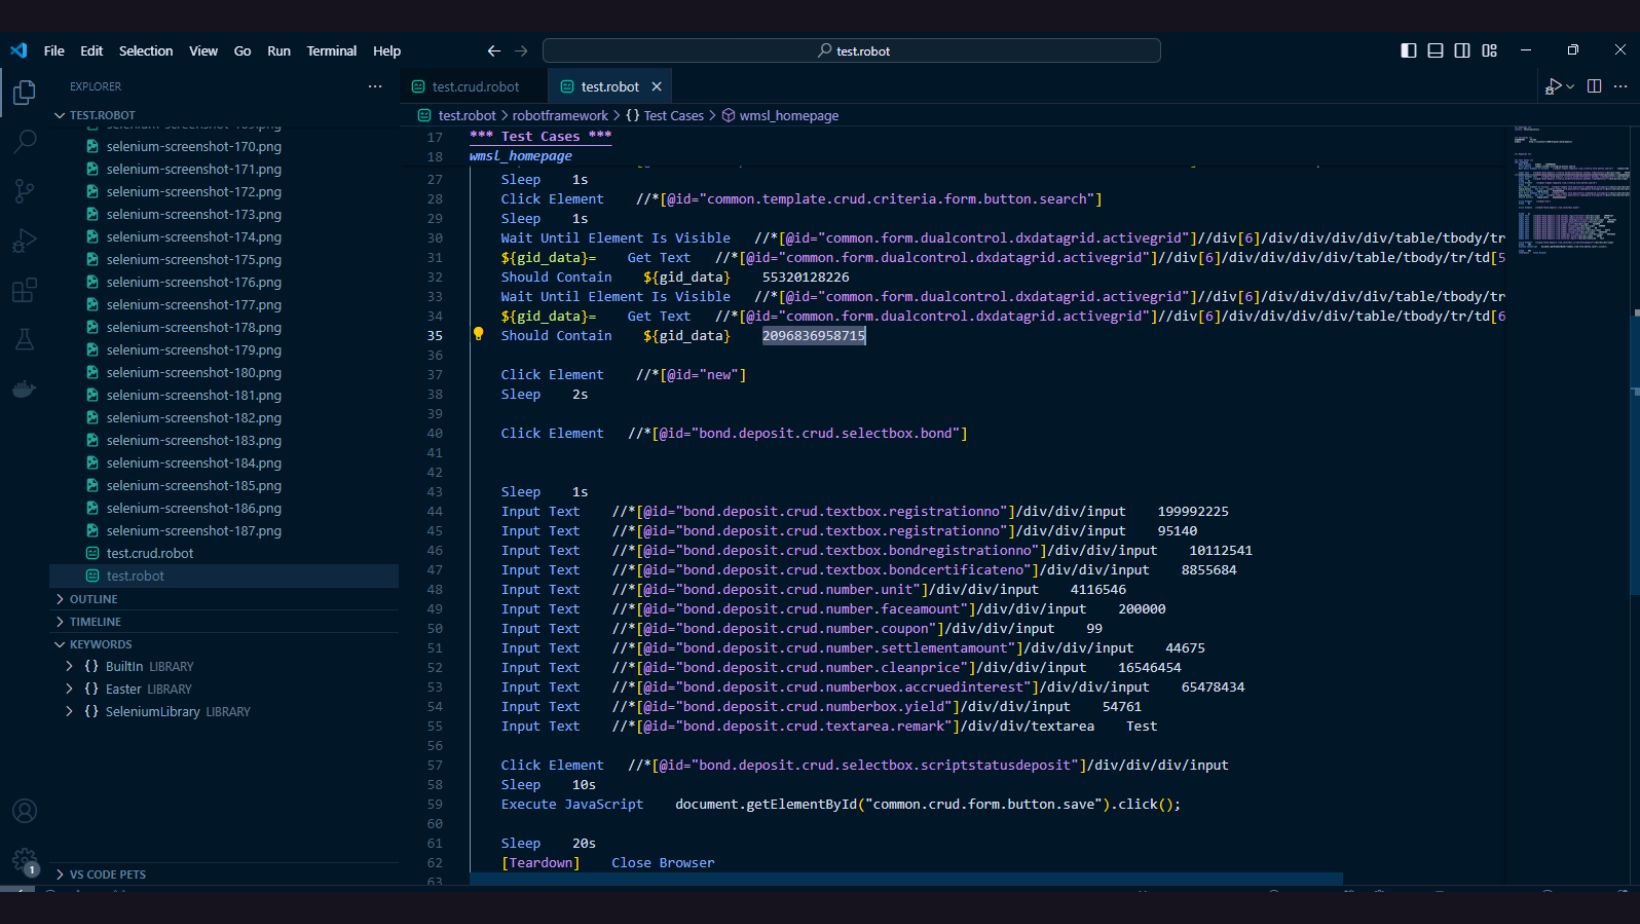 File Edit Selection View Go Run Terminal Help
test.robot
EXPLORER
TEST.ROBOT
selenium-screenshot-169.png
selenium-screenshot-170.png
selenium-screenshot-171.png
selenium-screenshot-172.png
selenium-screenshot-173.png
selenium-screenshot-174.png
selenium-screenshot-175.png
selenium-screenshot-176.png
selenium-screenshot-177.png
selenium-screenshot-178.png
selenium-screenshot-179.png
selenium-screenshot-180.png
selenium-screenshot-181.png
selenium-screenshot-182.png
selenium-screenshot-183.png
selenium-screenshot-184.png
selenium-screenshot-185.png
selenium-screenshot-186.png
selenium-screenshot-187.png
test.crud.robot
test.robot
OUTLINE
TIMELINE
KEYWORDS
{} BuiltIn LIBRARY
{} Easter LIBRARY
{} SeleniumLibrary LIBRARY
1
VS CODE PETS
test.crud.robot test.robot
test.robot > robotframework > {} Test Cases > wmsl_homepage
17 *** Test Cases ***
18 wmsl_homepage
27 Sleep 1s
28 Click Element //*[@id="common.template.crud.criteria.form.button.search"]
29 Sleep 1s
30 Wait Until Element Is Visible //*[@id="common.form.dualcontrol.dxdatagrid.activegrid"]//div[6]/div/div/div/div/table/tbody/tr
31 ${gid_data}= Get Text //*[@id="common.form.dualcontrol.dxdatagrid.activegrid"]//div[6]/div/div/div/div/table/tbody/tr/td[5
32 Should Contain ${gid_data} 55320128226
33 Wait Until Element Is Visible //*[@id="common.form.dualcontrol.dxdatagrid.activegrid"]//div[6]/div/div/div/div/table/tbody/tr
34 ${gid_data}= Get Text //*[@id="common.form.dualcontrol.dxdatagrid.activegrid"]//div[6]/div/div/div/div/table/tbody/tr/td[6
35 Should Contain ${gid_data} 2096836958715
36
37 Click Element //*[@id="new"]
38 Sleep 2s
39
40 Click Element //*[@id="bond.deposit.crud.selectbox.bond"]
41
42
43 Sleep 1s
44 Input Text //*[@id="bond.deposit.crud.textbox.registrationno"]/div/div/input 199992225
45 Input Text //*[@id="bond.deposit.crud.textbox.registrationno"]/div/div/input 95140
46 Input Text //*[@id="bond.deposit.crud.textbox.bondregistrationno"]/div/div/input 10112541
47 Input Text //*[@id="bond.deposit.crud.textbox.bondcertificateno"]/div/div/input 8855684
48 Input Text //*[@id="bond.deposit.crud.number.unit"]/div/div/input 4116546
49 Input Text //*[@id="bond.deposit.crud.number.faceamount"]/div/div/input 200000
50 Input Text //*[@id="bond.deposit.crud.number.coupon"]/div/div/input 99
51 Input Text //*[@id="bond.deposit.crud.number.settlementamount"]/div/div/input 44675
52 Input Text //*[@id="bond.deposit.crud.number.cleanprice"]/div/div/input 16546454
53 Input Text //*[@id="bond.deposit.crud.numberbox.accruedinterest"]/div/div/input 65478434
54 Input Text //*[@id="bond.deposit.crud.numberbox.yield"]/div/div/input 54761
55 Input Text //*[@id="bond.deposit.crud.textarea.remark"]/div/div/textarea Test
56
57 Click Element //*[@id="bond.deposit.crud.selectbox.scriptstatusdeposit"]/div/div/div/input
58 Sleep 10s
59 Execute JavaScript document.getElementById("common.crud.form.button.save").click();
60
61 Sleep 20s
62 [Teardown] Close Browser
63